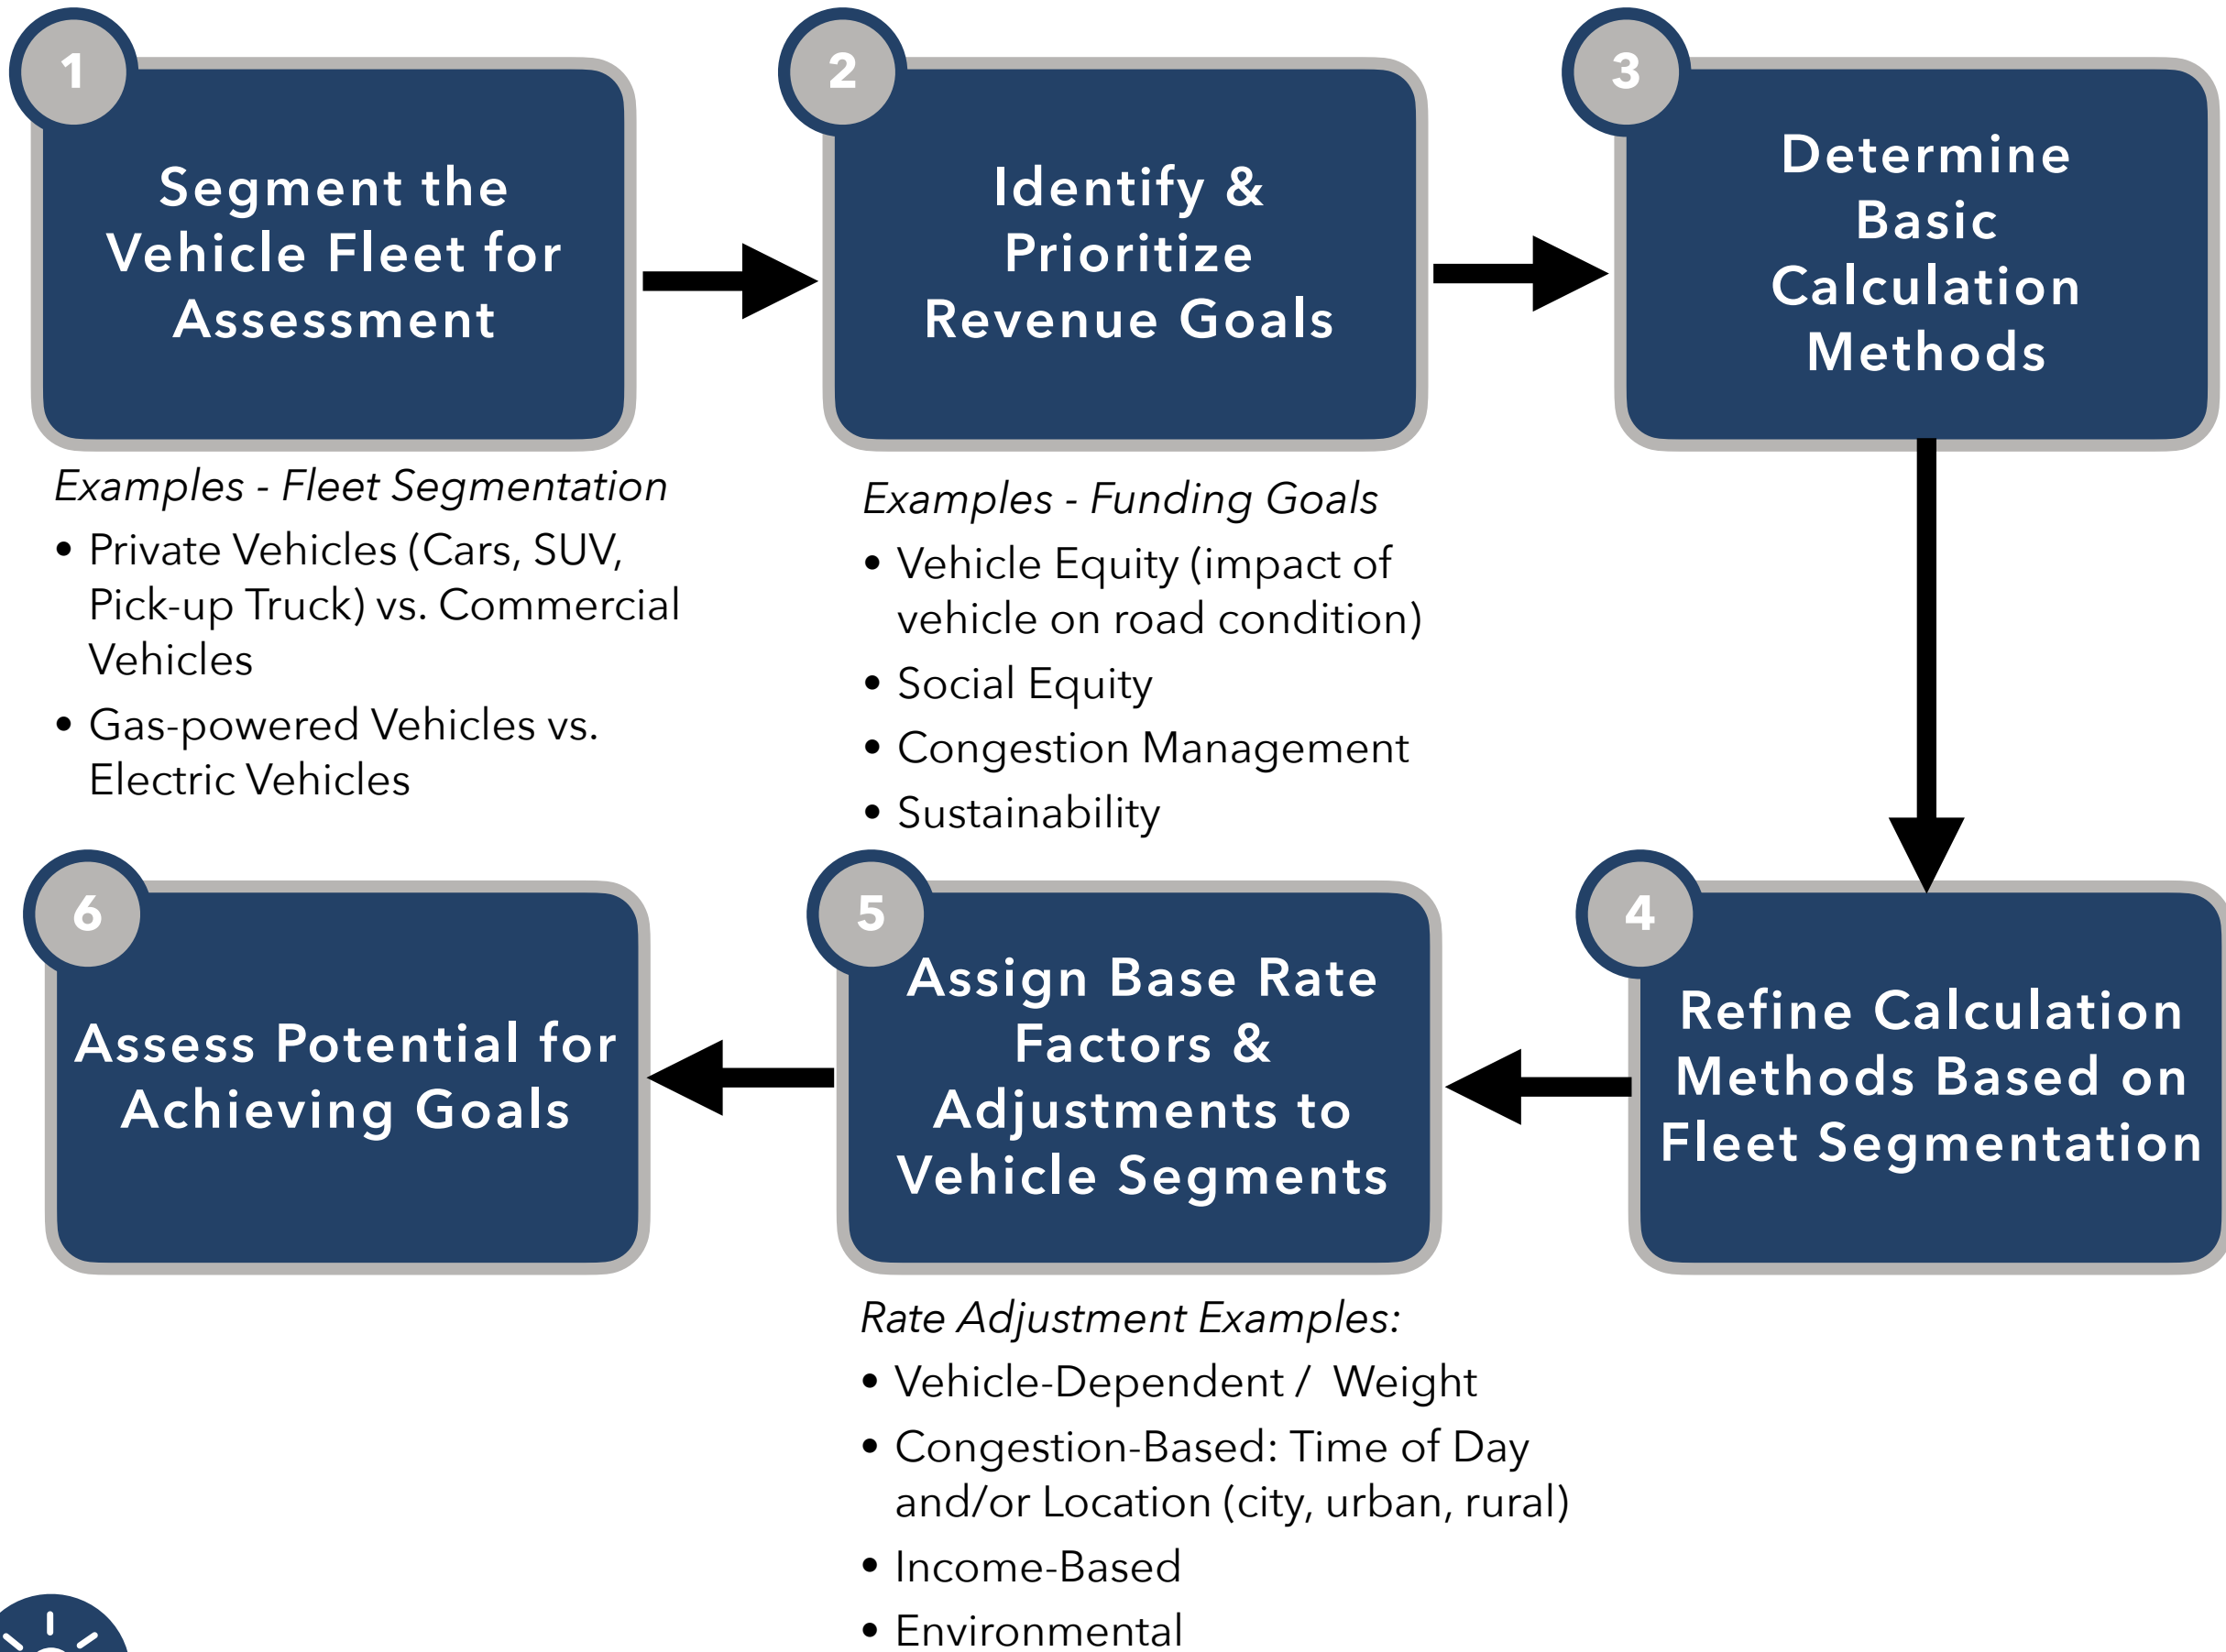 1
Segment the
Vehicle Fleet for
Assessment
Examples - Fleet Segmentation
• Private Vehicles (Cars, SUV,
Pick-up Truck) vs. Commercial
Vehicles
• Gas-powered Vehicles vs.
Electric Vehicles
2
Identify &
Prioritize
Revenue Goals
Examples - Funding Goals
• Vehicle Equity (impact of
vehicle on road condition)
• Social Equity
• Congestion Management
• Sustainability
3
Determine
Basic
Calculation
Methods
4
Refine Calculation
Methods Based on
Fleet Segmentation
5
Assign Base Rate
Factors &
Adjustments to
Vehicle Segments
Rate Adjustment Examples:
• Vehicle-Dependent / Weight
• Congestion-Based: Time of Day
and/or Location (city, urban, rural)
• Income-Based
• Environmental
6
Assess Potential for
Achieving Goals